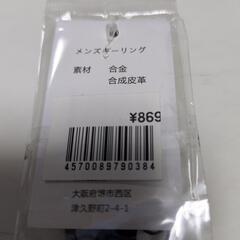 メンズキーリング
素材 合金
合成皮革
¥869
4570089790384
大阪府堺市西区
津久野町2-4-1